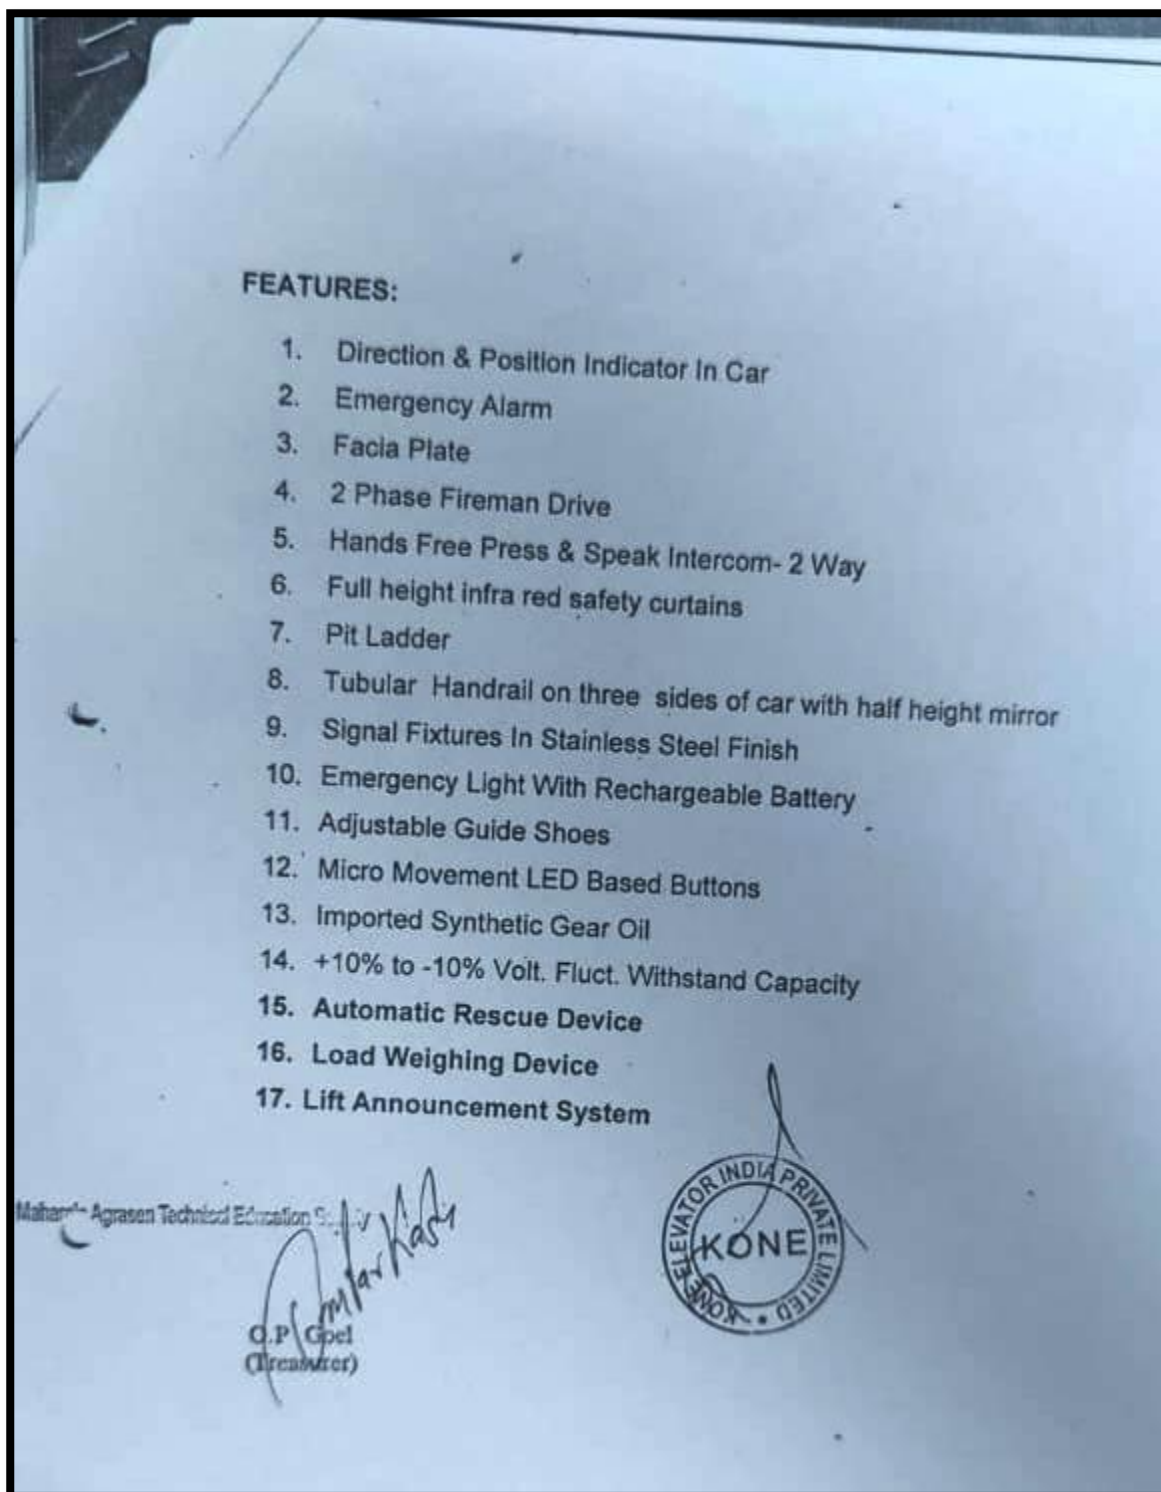 FEATURES:
1. Direction & Position Indicator In Car
2. Emergency Alarm
3. Facia Plate
4. 2 Phase Fireman Drive
5. Hands Free Press & Speak Intercom- 2 Way
6. Full height infra red safety curtains
7. Pit Ladder
8. Tubular Handrail on three sides of car with half height mirror
9. Signal Fixtures In Stainless Steel Finish
10. Emergency Light With Rechargeable Battery
11. Adjustable Guide Shoes
12. Micro Movement LED Based Buttons
13. Imported Synthetic Gear Oil
14. +10% to -10% Volt. Fluct. Withstand Capacity
15. Automatic Rescue Device
16. Load Weighing Device
17. Lift Announcement System
Agrasen Technical Education
O.P Goel
(Treasurer)
KONE ELEVATOR INDIA PRIVATE LIMITED
KONE